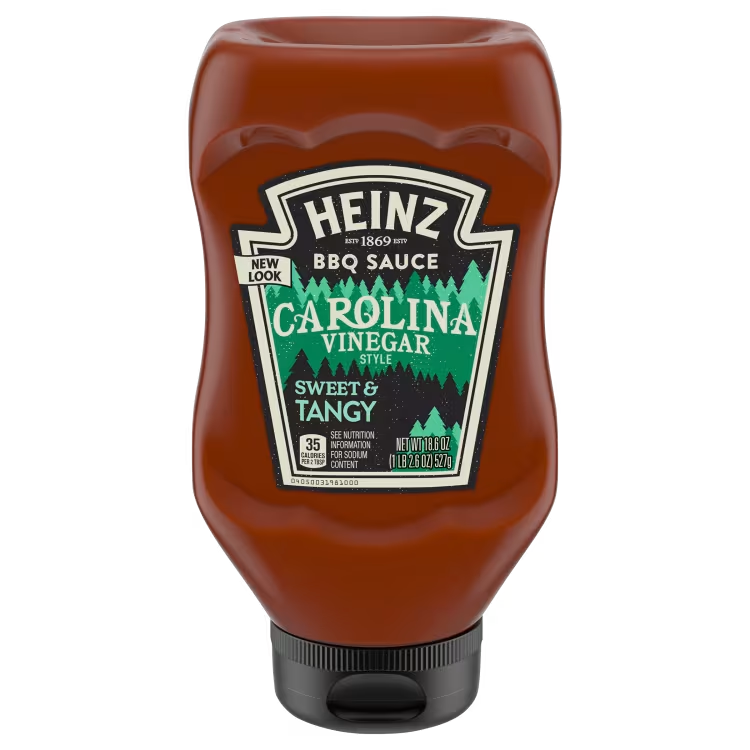 HEINZ
ESTD 1869 ESTD
BBQ SAUCE
NEW
LOOK
CAROLINA
VINEGAR
STYLE
SWEET &
TANGY
35
CALORIES
PER 2 TBSP
SEE NUTRITION
INFORMATION
FOR SODIUM
CONTENT
NET WT 18.6 OZ
(1 LB 2.6 OZ) 527g
04050031981000